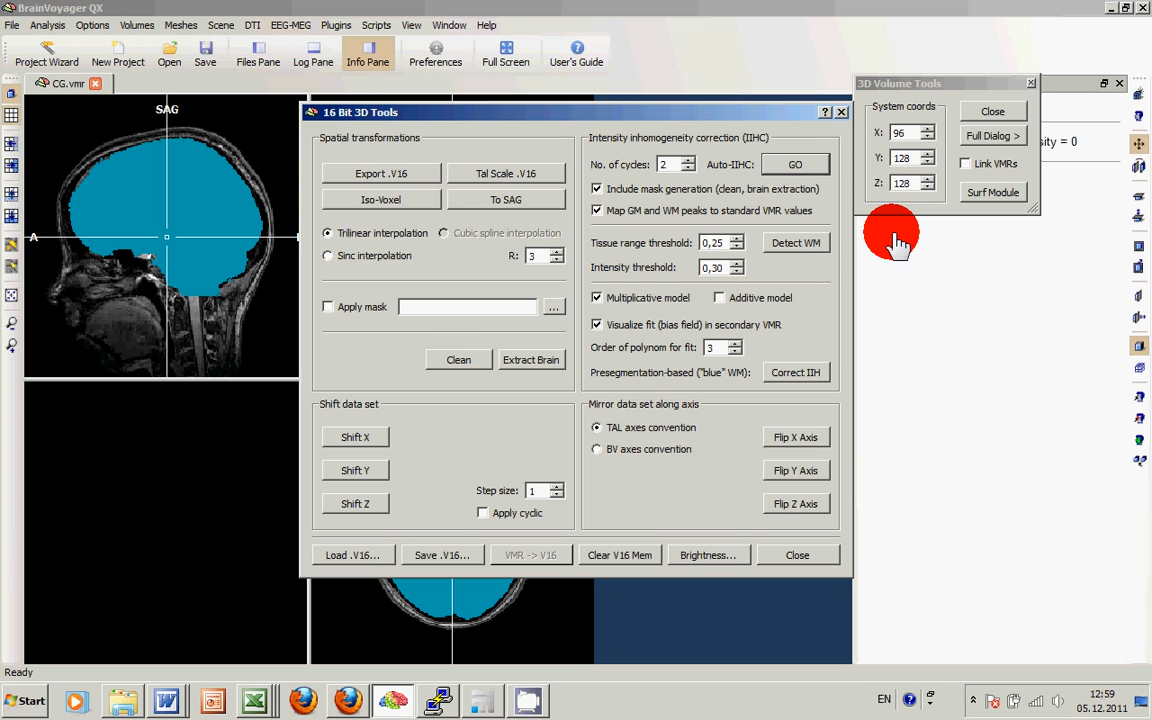 BrainVoyager QX
File Analysis Options Volumes Meshes Scene DTI EEG-MEG Plugins Scripts View Window Help
Project Wizard New Project Open Save Files Pane Log Pane Info Pane Preferences Full Screen User's Guide
CG.vmr
SAG
A
3D Volume Tools
System coords
X: 96
Y: 128
Z: 128
Close
Full Dialog >
Link VMRs
Surf Module
sity = 0
16 Bit 3D Tools
Spatial transformations
Export .V16 Tal Scale .V16
Iso-Voxel To SAG
Trilinear interpolation Cubic spline interpolation
Sinc interpolation R: 3
Apply mask ...
Clean Extract Brain
Intensity inhomogeneity correction (IIHC)
No. of cycles: 2 Auto-IIHC: GO
Include mask generation (clean, brain extraction)
Map GM and WM peaks to standard VMR values
Tissue range threshold: 0,25 Detect WM
Intensity threshold: 0,30
Multiplicative model Additive model
Visualize fit (bias field) in secondary VMR
Order of polynom for fit: 3
Presegmentation-based ("blue" WM): Correct IIH
Shift data set
Shift X
Shift Y
Shift Z
Step size: 1
Apply cyclic
Mirror data set along axis
TAL axes convention
BV axes convention
Flip X Axis
Flip Y Axis
Flip Z Axis
Load .V16... Save .V16... VMR -> V16 Clear V16 Mem Brightness... Close
Ready
Start
EN
12:59
05.12.2011